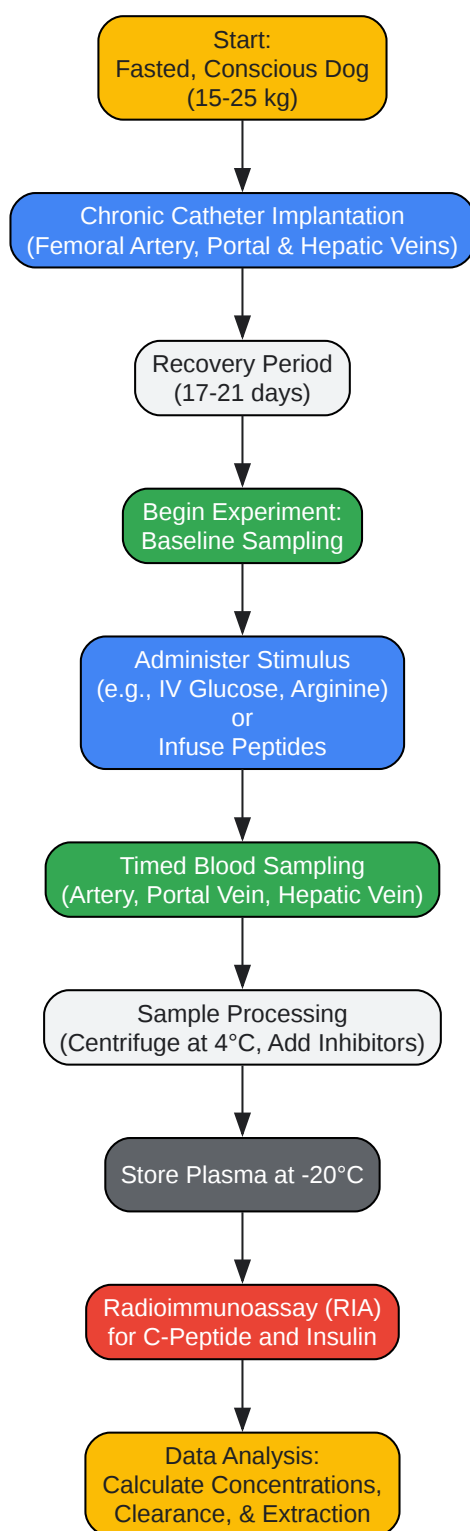 Start:
Fasted, Conscious Dog
(15-25 kg)
Chronic Catheter Implantation
(Femoral Artery, Portal & Hepatic Veins)
Recovery Period
(17-21 days)
Begin Experiment:
Baseline Sampling
Administer Stimulus
(e.g., IV Glucose, Arginine)
or
Infuse Peptides
Timed Blood Sampling
(Artery, Portal Vein, Hepatic Vein)
Sample Processing
(Centrifuge at 4°C, Add Inhibitors)
Store Plasma at -20°C
Radioimmunoassay (RIA)
for C-Peptide and Insulin
Data Analysis:
Calculate Concentrations,
Clearance, & Extraction